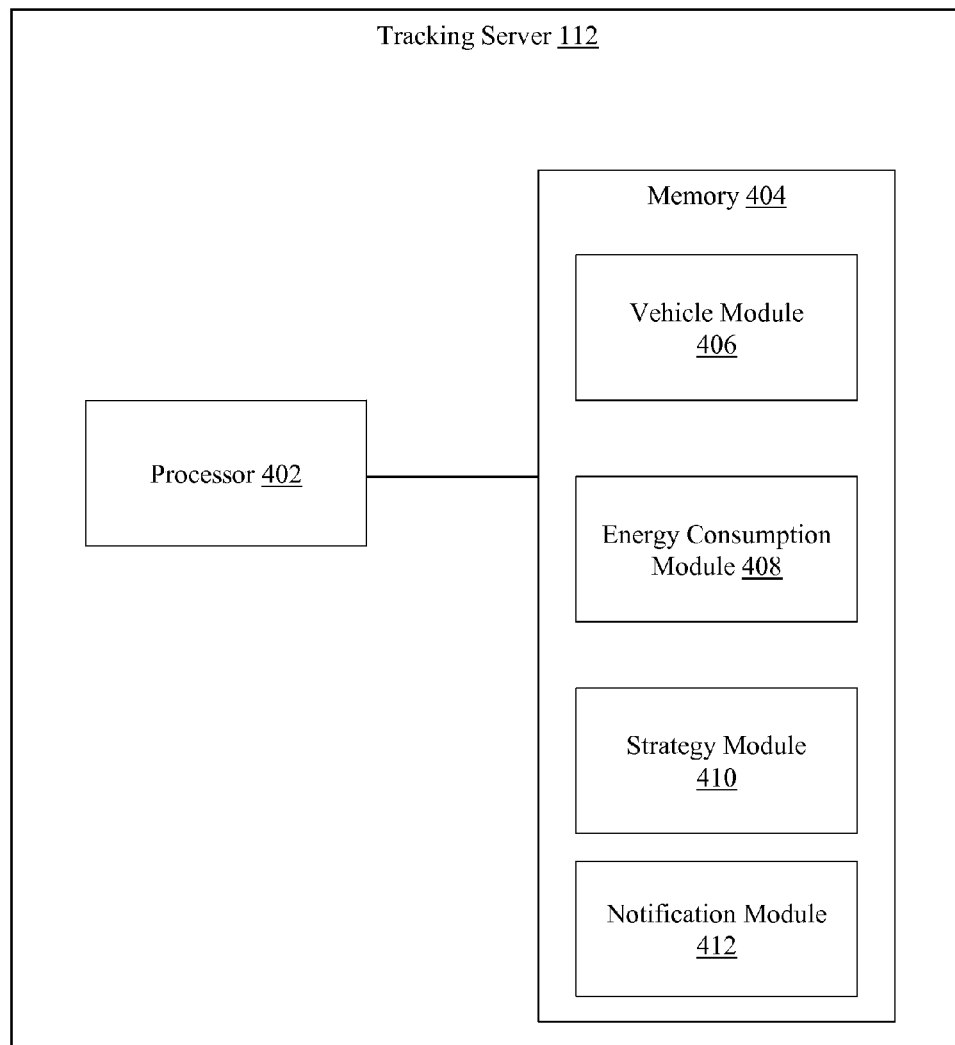 Tracking Server 112
Memory 404
Vehicle Module
406
Processor 402
Energy Consumption
Module 408
Strategy Module
410
Notification Module
412